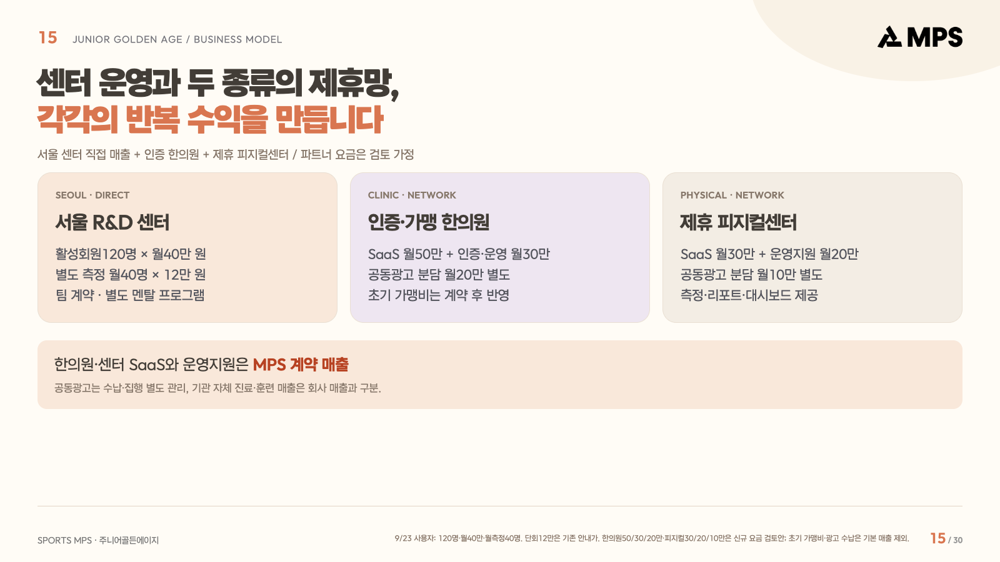 15 JUNIOR GOLDEN AGE / BUSINESS MODEL
MPS
센터 운영과 두 종류의 제휴망,
각각의 반복 수익을 만듭니다
서울 센터 직접 매출 + 인증 한의원 + 제휴 피지컬센터 / 파트너 요금은 검토 가정
SEOUL · DIRECT
서울 R&D 센터
활성회원120명 × 월40만 원
별도 측정 월40명 × 12만 원
팀 계약 · 별도 멘탈 프로그램
CLINIC · NETWORK
인증·가맹 한의원
SaaS 월50만 + 인증·운영 월30만
공동광고 분담 월20만 별도
초기 가맹비는 계약 후 반영
PHYSICAL · NETWORK
제휴 피지컬센터
SaaS 월30만 + 운영지원 월20만
공동광고 분담 월10만 별도
측정·리포트·대시보드 제공
한의원·센터 SaaS와 운영지원은 MPS 계약 매출
공동광고는 수납·집행 별도 관리, 기관 자체 진료·훈련 매출은 회사 매출과 구분.
SPORTS MPS · 주니어골든에이지
9/23 사용자: 120명·월40만·월측정40명. 단회12만은 기존 안내가. 한의원50/30/20만·피지컬30/20/10만은 신규 요금 검토안; 초기 가맹비·광고 수납은 기본 매출 제외.
15 / 30